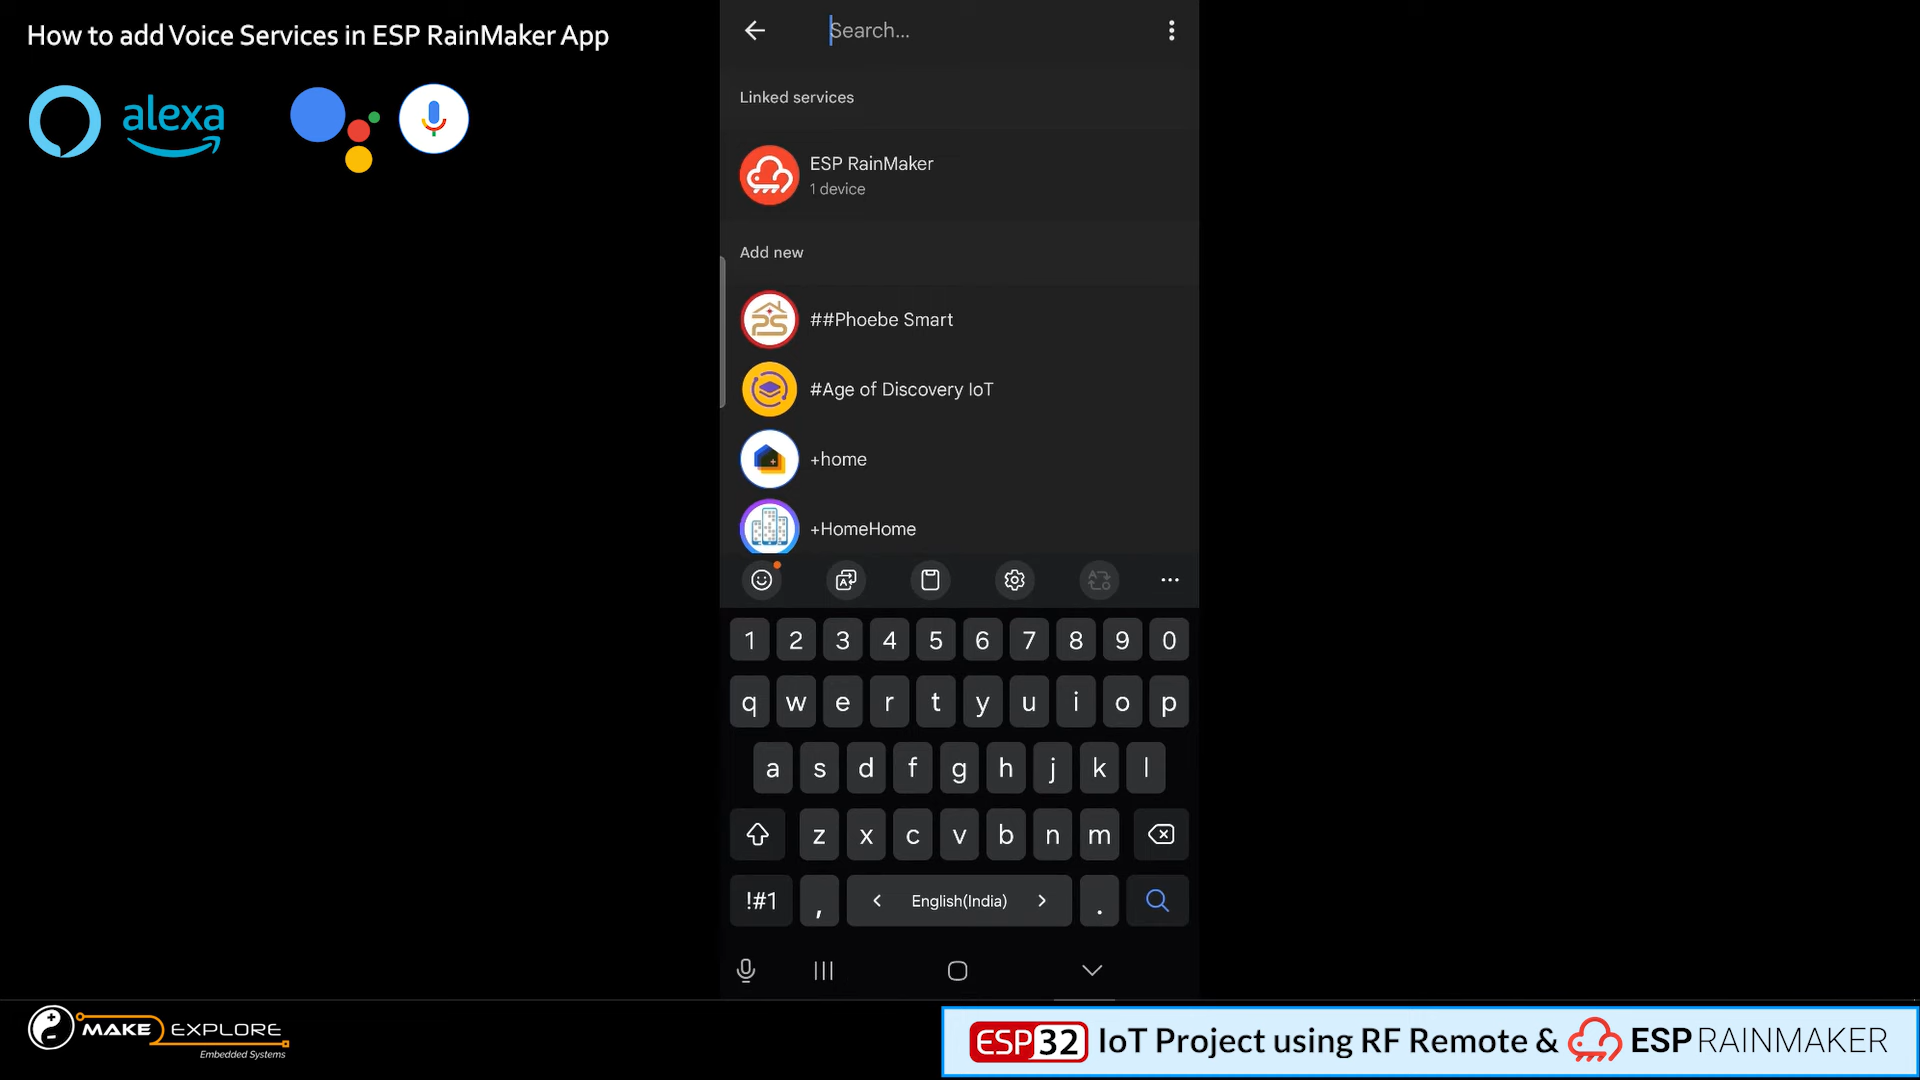 How to add Voice Services in ESP RainMaker App
alexa
Search...
Linked services
ESP RainMaker
1 device
Add new
##Phoebe Smart
#Age of Discovery IoT
+home
+HomeHome
1 2 3 4 5 6 7 8 9 0
q w e r t y u i o p
a s d f g h j k l
z x c v b n m
!#1 , < English(India) > .
MAKE EXPLORE
Embedded Systems
ESP32 IoT Project using RF Remote & ESP RAINMAKER